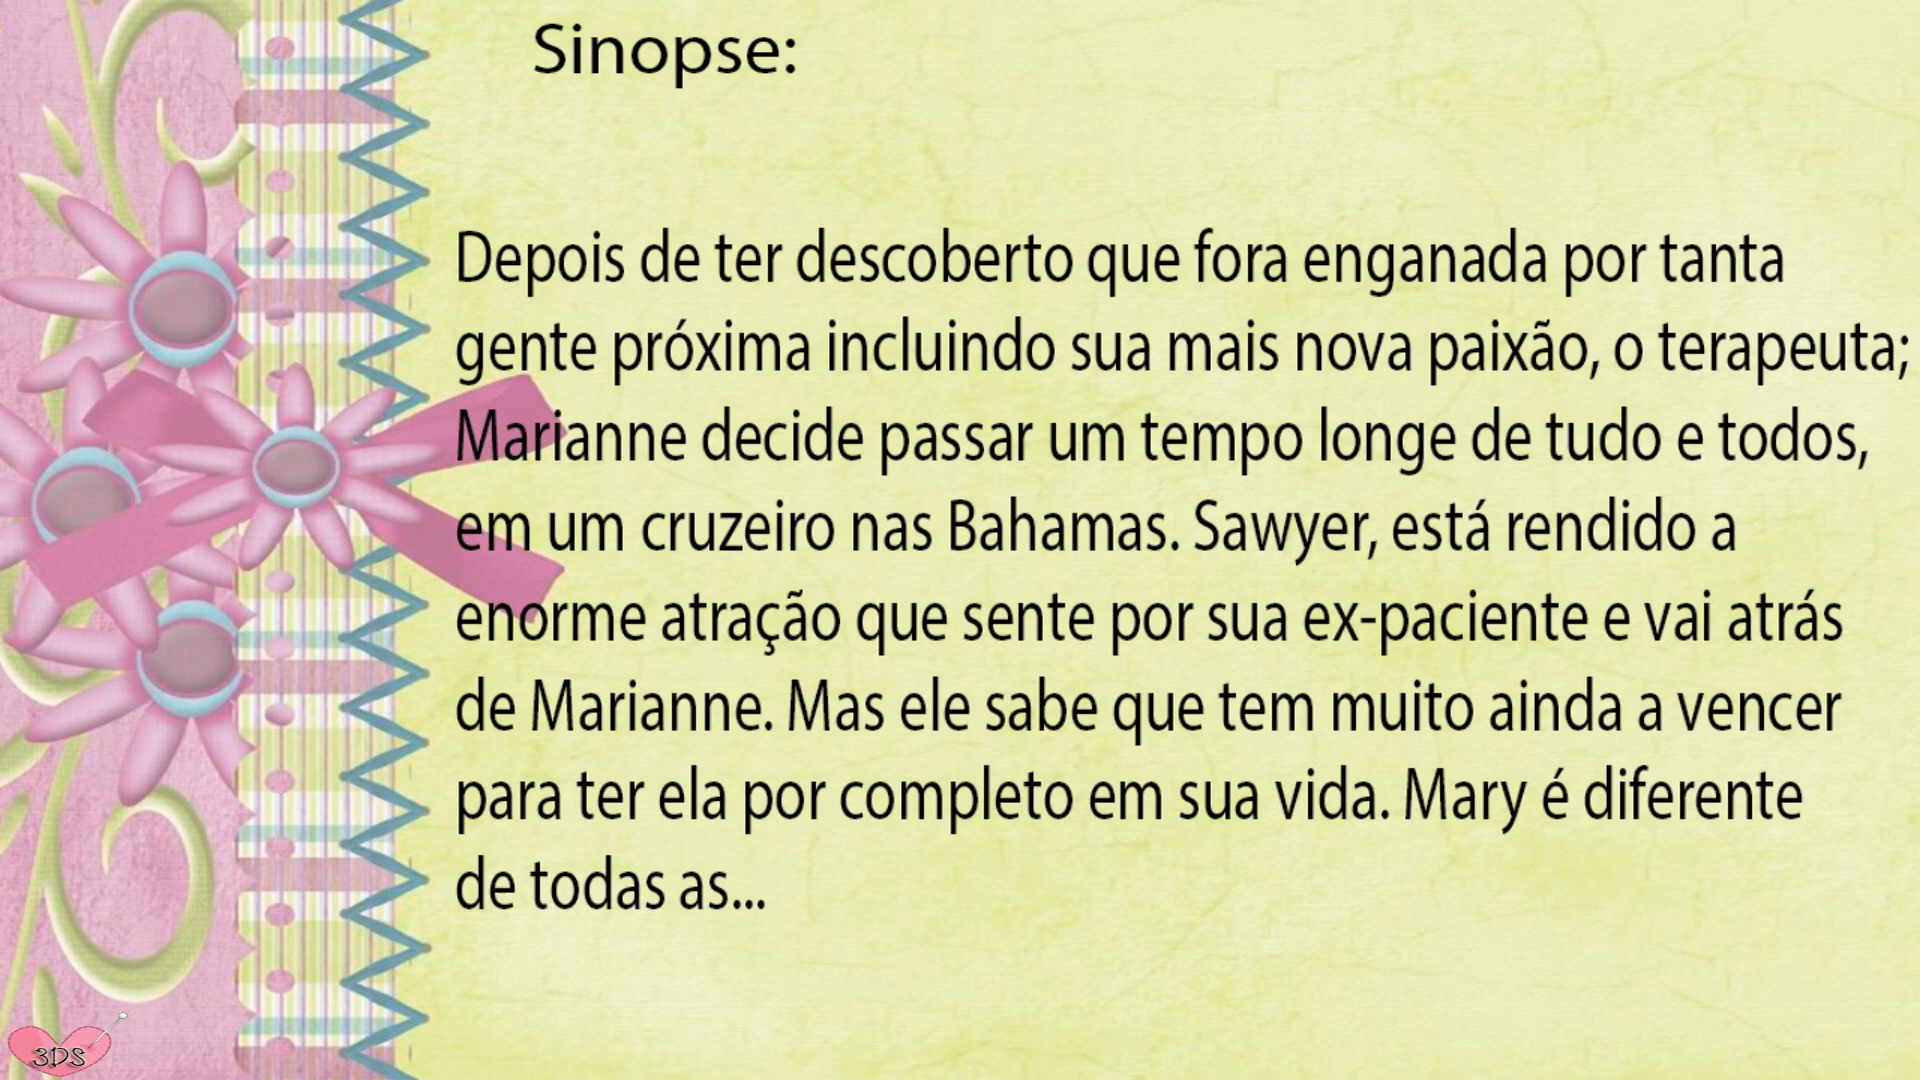 Sinopse:
Depois de ter descoberto que fora enganada por tanta
gente próxima incluindo sua mais nova paixão, o terapeuta;
Marianne decide passar um tempo longe de tudo e todos,
em um cruzeiro nas Bahamas. Sawyer, está rendido a
enorme atração que sente por sua ex-paciente e vai atrás
de Marianne. Mas ele sabe que tem muito ainda a vencer
para ter ela por completo em sua vida. Mary é diferente
de todas as...
3DS